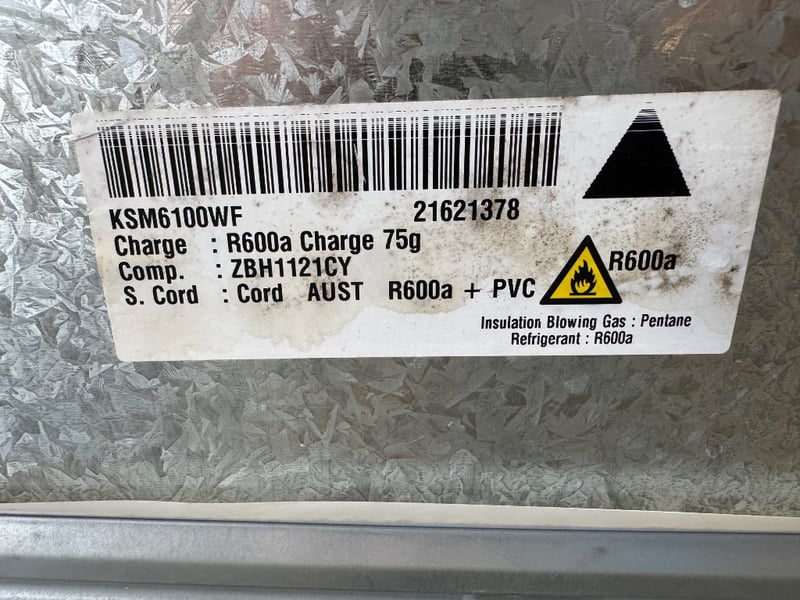 KSM6100WF 21621378
Charge : R600a Charge 75g
Comp. : ZBH1121CY
S. Cord : Cord AUST R600a + PVC
R600a
Insulation Blowing Gas : Pentane
Refrigerant : R600a